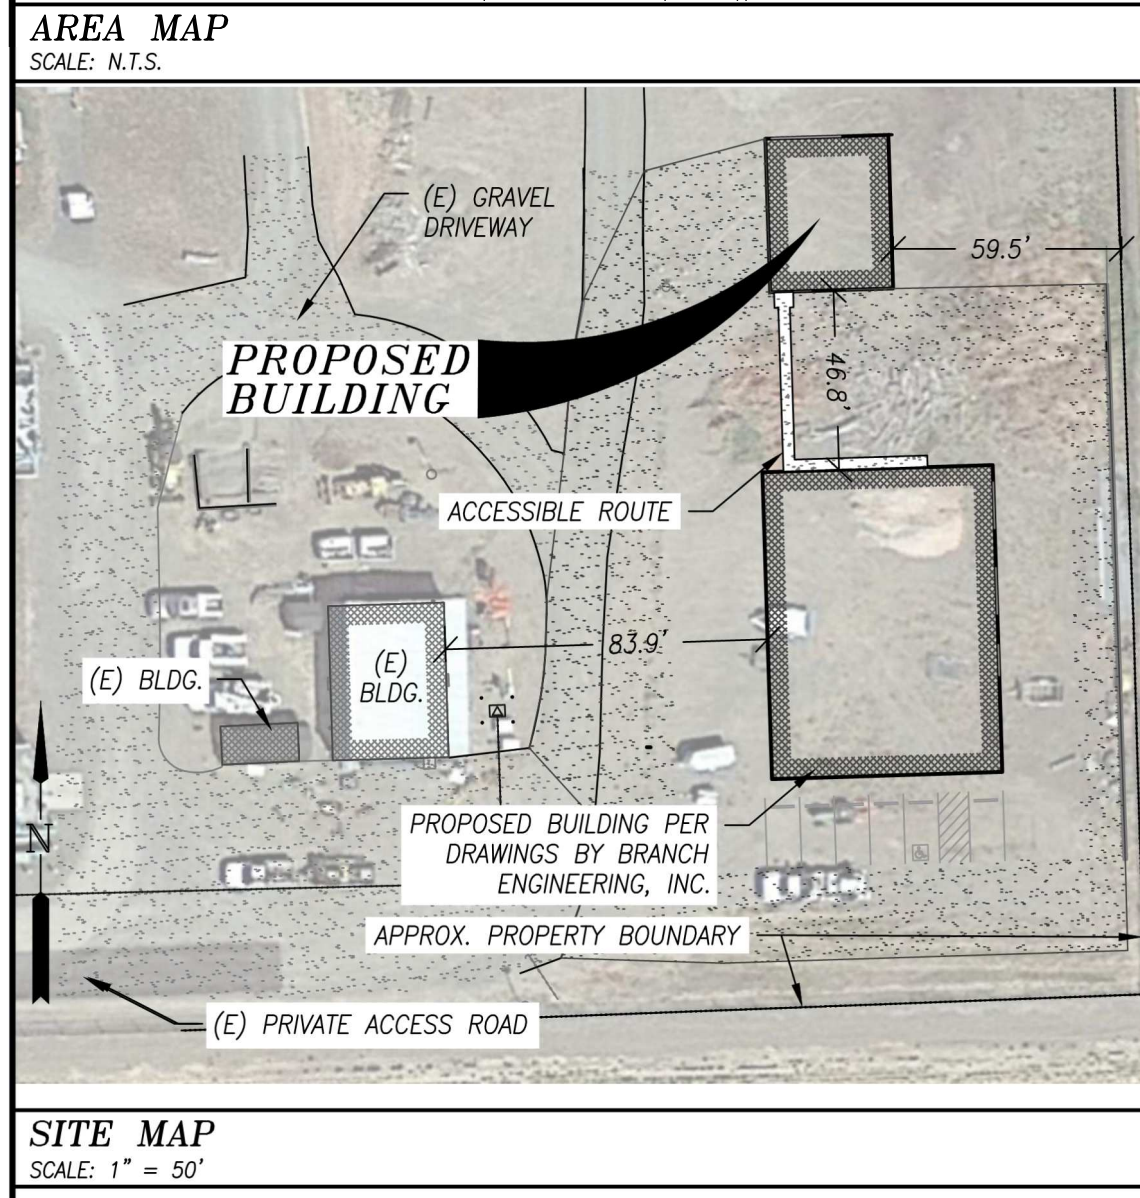 AREA MAP
SCALE: N.T.S.
(E) GRAVEL
DRIVEWAY
59.5'
PROPOSED
BUILDING
46.8'
ACCESSIBLE ROUTE
83.9'
(E)
BLDG.
(E) BLDG.
N
PROPOSED BUILDING PER
DRAWINGS BY BRANCH
ENGINEERING, INC.
APPROX. PROPERTY BOUNDARY
(E) PRIVATE ACCESS ROAD
SITE MAP
SCALE: 1" = 50'